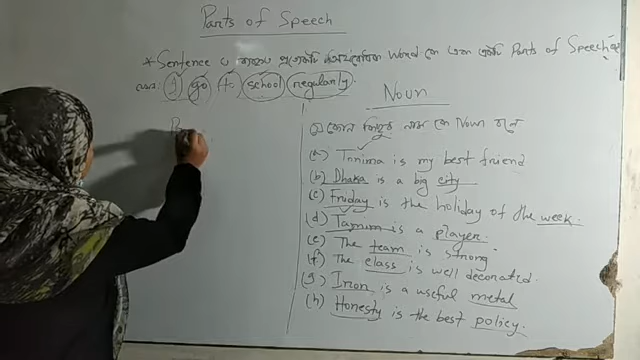 Parts of Speech
* Sentence এ ব্যবহৃত প্রত্যেকটি অর্থবোধক word কে এক একটি Parts of Speech বলে
যেমন I go to school regularly.
Noun
যে কোন কিছুর নাম কে Noun বলে
(a) Tanima is my best friend
(b) Dhaka is a big city
(c) Friday is the holiday of the week.
(d) Tamim is a player.
(e) The team is strong
(f) The class is well decorated.
(g) Iron is a useful metal
(h) Honesty is the best policy.